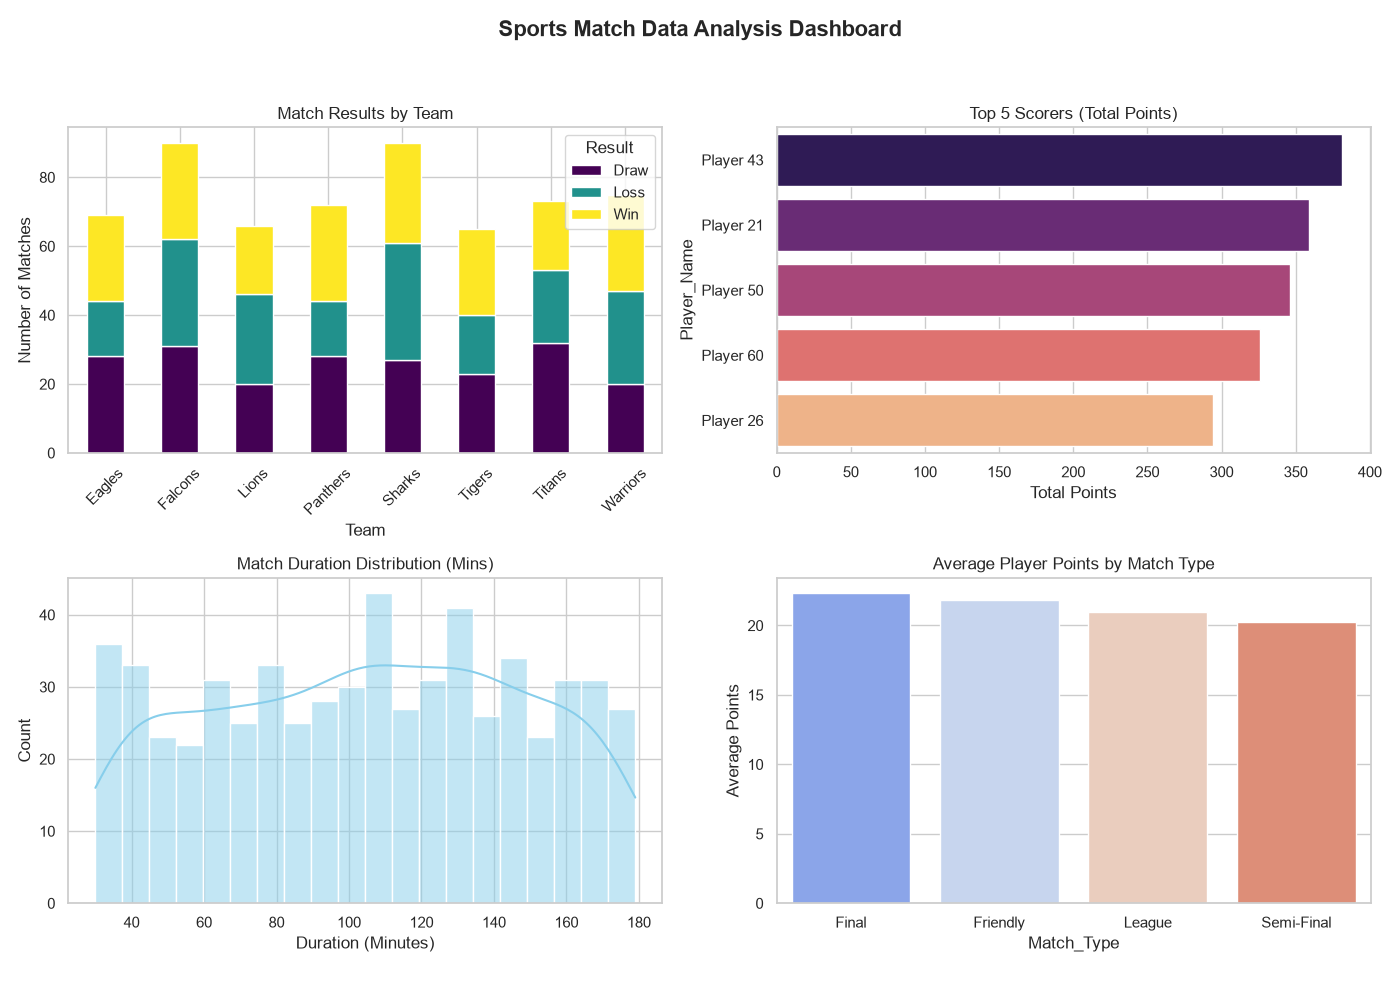 Sports Match Data Analysis Dashboard
Match Results by Team
Number of Matches
80
60
40
20
0
Result
Draw
Loss
Win
Eagles
Falcons
Lions
Panthers
Sharks
Tigers
Titans
Warriors
Team
Top 5 Scorers (Total Points)
Player_Name
Player 43
Player 21
Player 50
Player 60
Player 26
0 50 100 150 200 250 300 350 400
Total Points
Match Duration Distribution (Mins)
Count
40
30
20
10
0
40 60 80 100 120 140 160 180
Duration (Minutes)
Average Player Points by Match Type
Average Points
20
15
10
5
0
Final Friendly League Semi-Final
Match_Type